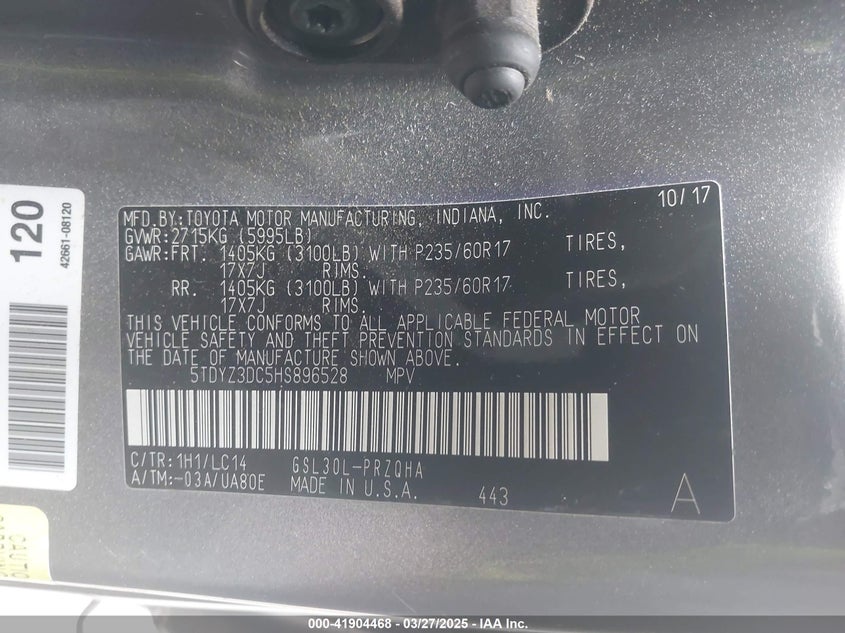 120
42661-08120
10/17
MFD.BY:TOYOTA MOTOR MANUFACTURING, INDIANA, INC.
GVWR:2715KG (5995LB)
GAWR:FRT. 1405KG (3100LB) WITH P235/60R17 TIRES,
17X7J RIMS.
RR. 1405KG (3100LB) WITH P235/60R17 TIRES,
17X7J RIMS.
THIS VEHICLE CONFORMS TO ALL APPLICABLE FEDERAL MOTOR
VEHICLE SAFETY AND THEFT PREVENTION STANDARDS IN EFFECT ON
THE DATE OF MANUFACTURE SHOWN ABOVE.
5TDYZ3DC5HS896528 MPV
C/TR:1H1/LC14 GSL30L-PRZQHA
A/TM:-03A/UA80E MADE IN U.S.A. 443 A
000-41904468 - 03/27/2025 - IAA Inc.